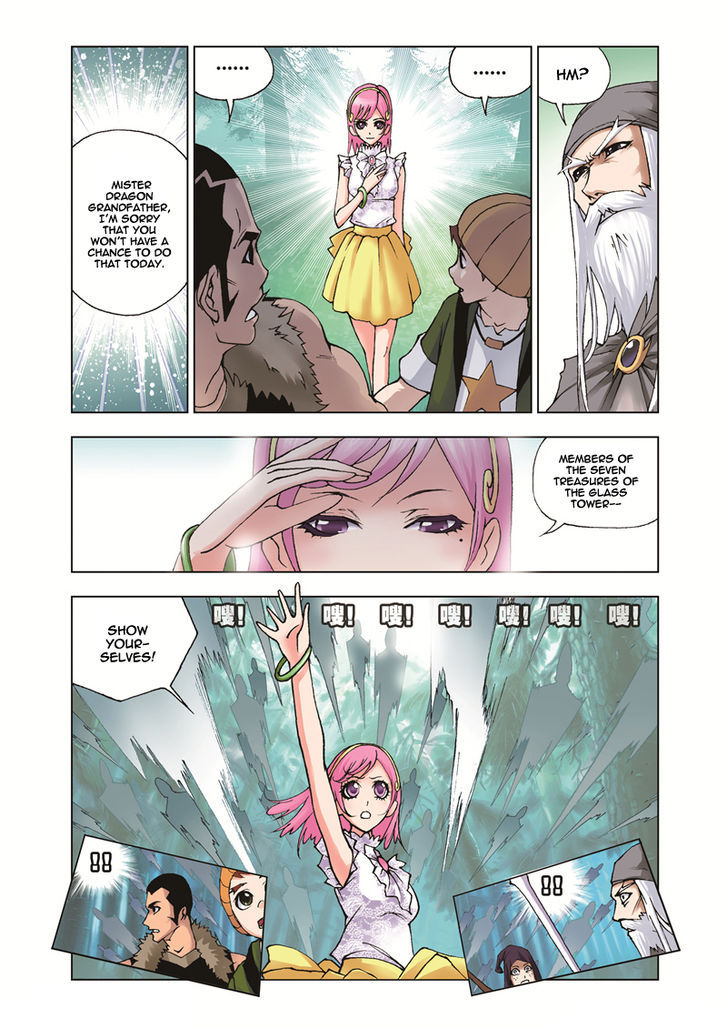 MISTER
DRAGON
GRANDFATHER,
I'M SORRY
THAT YOU
WON'T HAVE A
CHANCE TO DO
THAT TODAY.
......
......
HM?
MEMBERS OF
THE SEVEN
TREASURES OF
THE GLASS
TOWER--
SHOW
YOUR-
SELVES!
嗖! 嗖! 嗖! 嗖! 嗖! 嗖! 嗖!
!!
!!